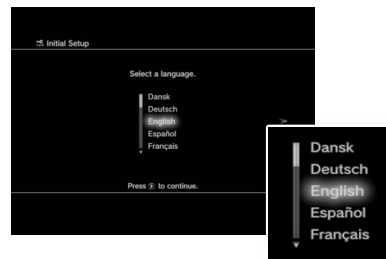 Initial Setup
Select a language.
Dansk
Deutsch
English
Español
Français
Press ⓧ to continue.
Dansk
Deutsch
English
Español
Français